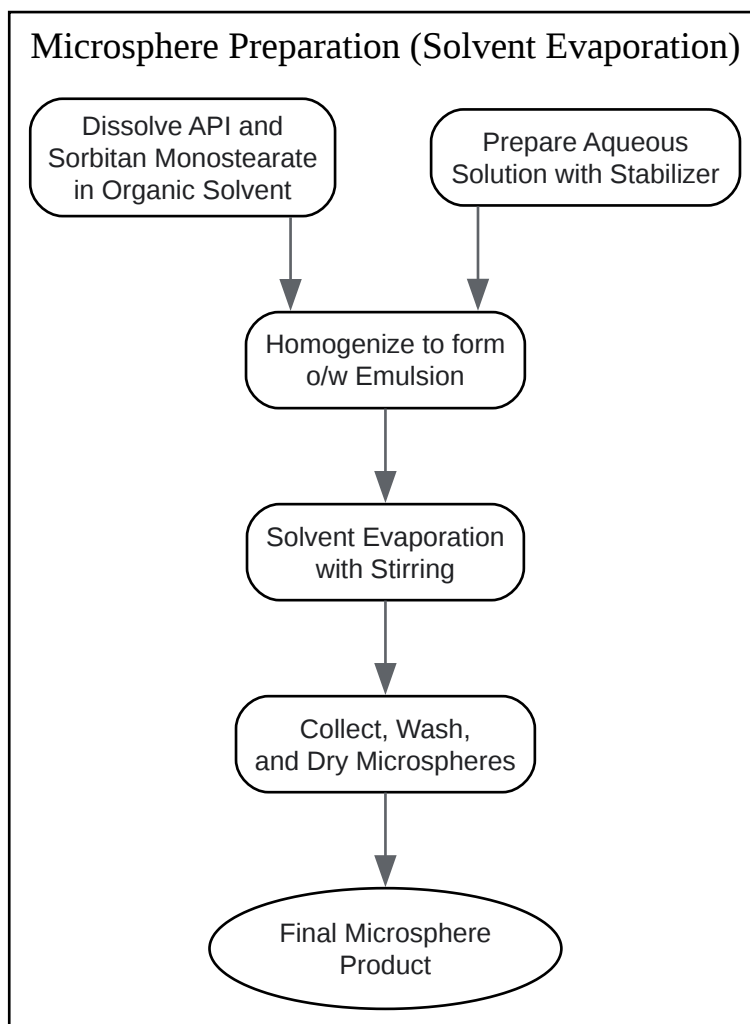 Microsphere Preparation (Solvent Evaporation)
Dissolve API and
Sorbitan Monostearate
in Organic Solvent
Prepare Aqueous
Solution with Stabilizer
Homogenize to form
o/w Emulsion
Solvent Evaporation
with Stirring
Collect, Wash,
and Dry Microspheres
Final Microsphere
Product